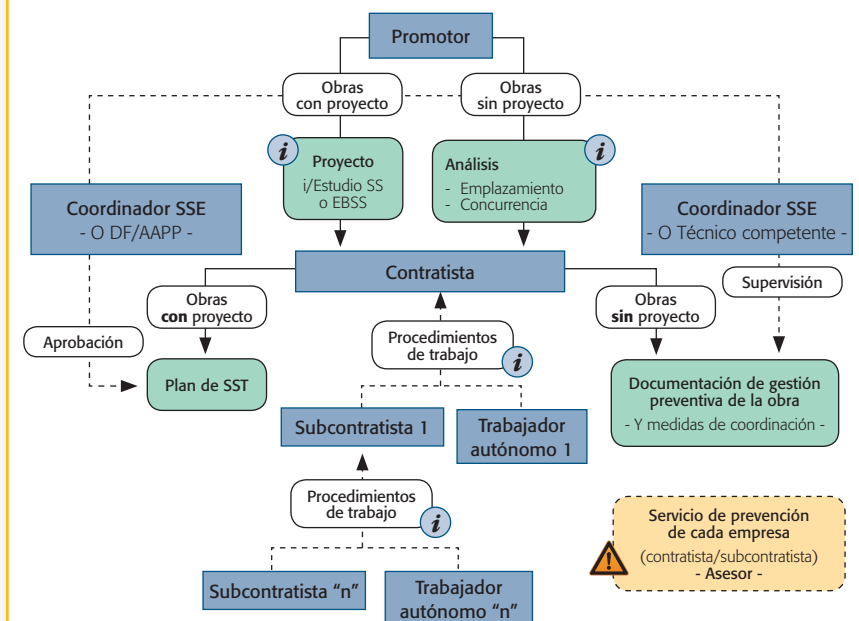 Promotor
Obras
con proyecto
Obras
sin proyecto
i
Proyecto
i/Estudio SS
o EBSS
i
Análisis
- Emplazamiento
- Concurrencia
Coordinador SSE
- O DF/AAPP -
Coordinador SSE
- O Técnico competente -
Contratista
Obras
con proyecto
Obras
sin proyecto
Supervisión
Aprobación
Procedimientos
de trabajo
i
Plan de SST
Documentación de gestión
preventiva de la obra
- Y medidas de coordinación -
Subcontratista 1
Trabajador
autónomo 1
Procedimientos
de trabajo
i
Servicio de prevención
de cada empresa
(contratista/subcontratista)
- Asesor -
!
Subcontratista “n”
Trabajador
autónomo “n”